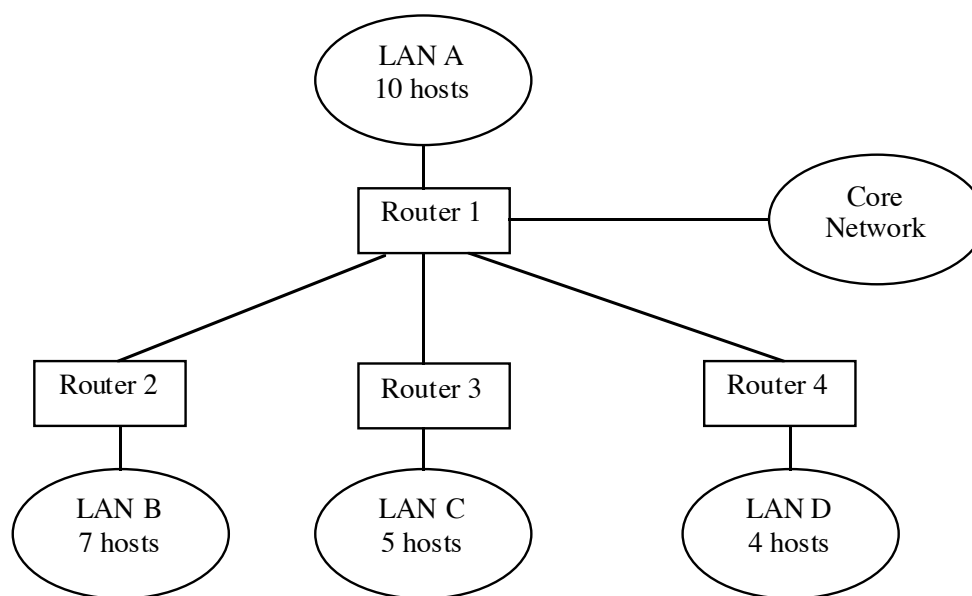 LAN A
10 hosts
Router 1
Core
Network
Router 2
Router 3
Router 4
LAN B
7 hosts
LAN C
5 hosts
LAN D
4 hosts